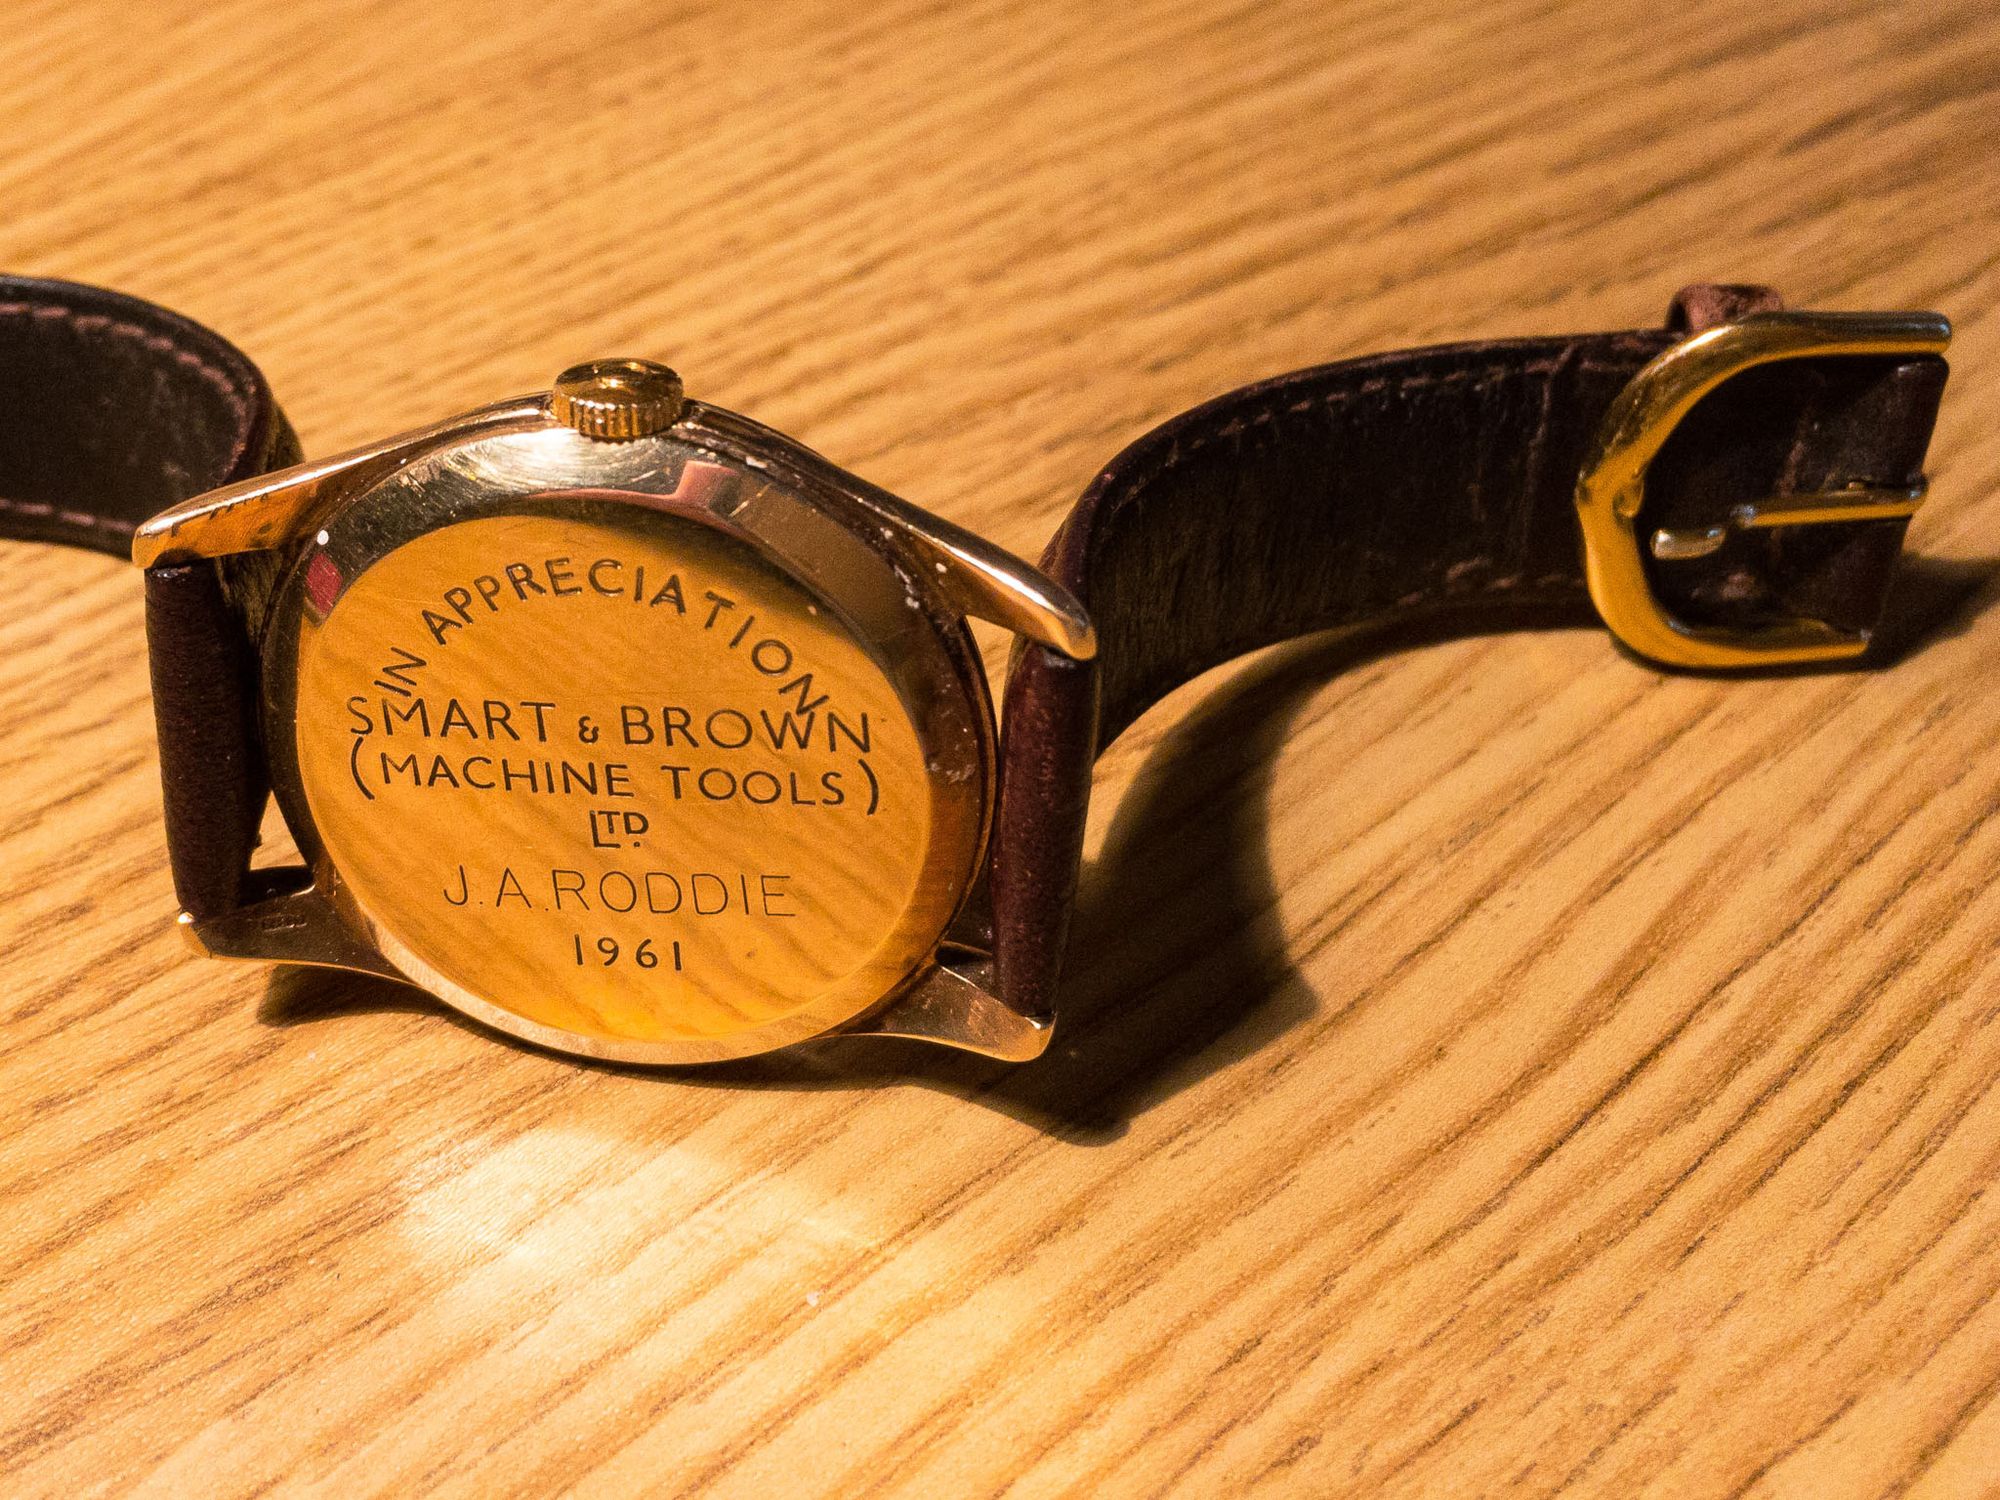 IN APPRECIATION
SMART & BROWN
(MACHINE TOOLS)
LTD.
J.A.RODDIE
1961